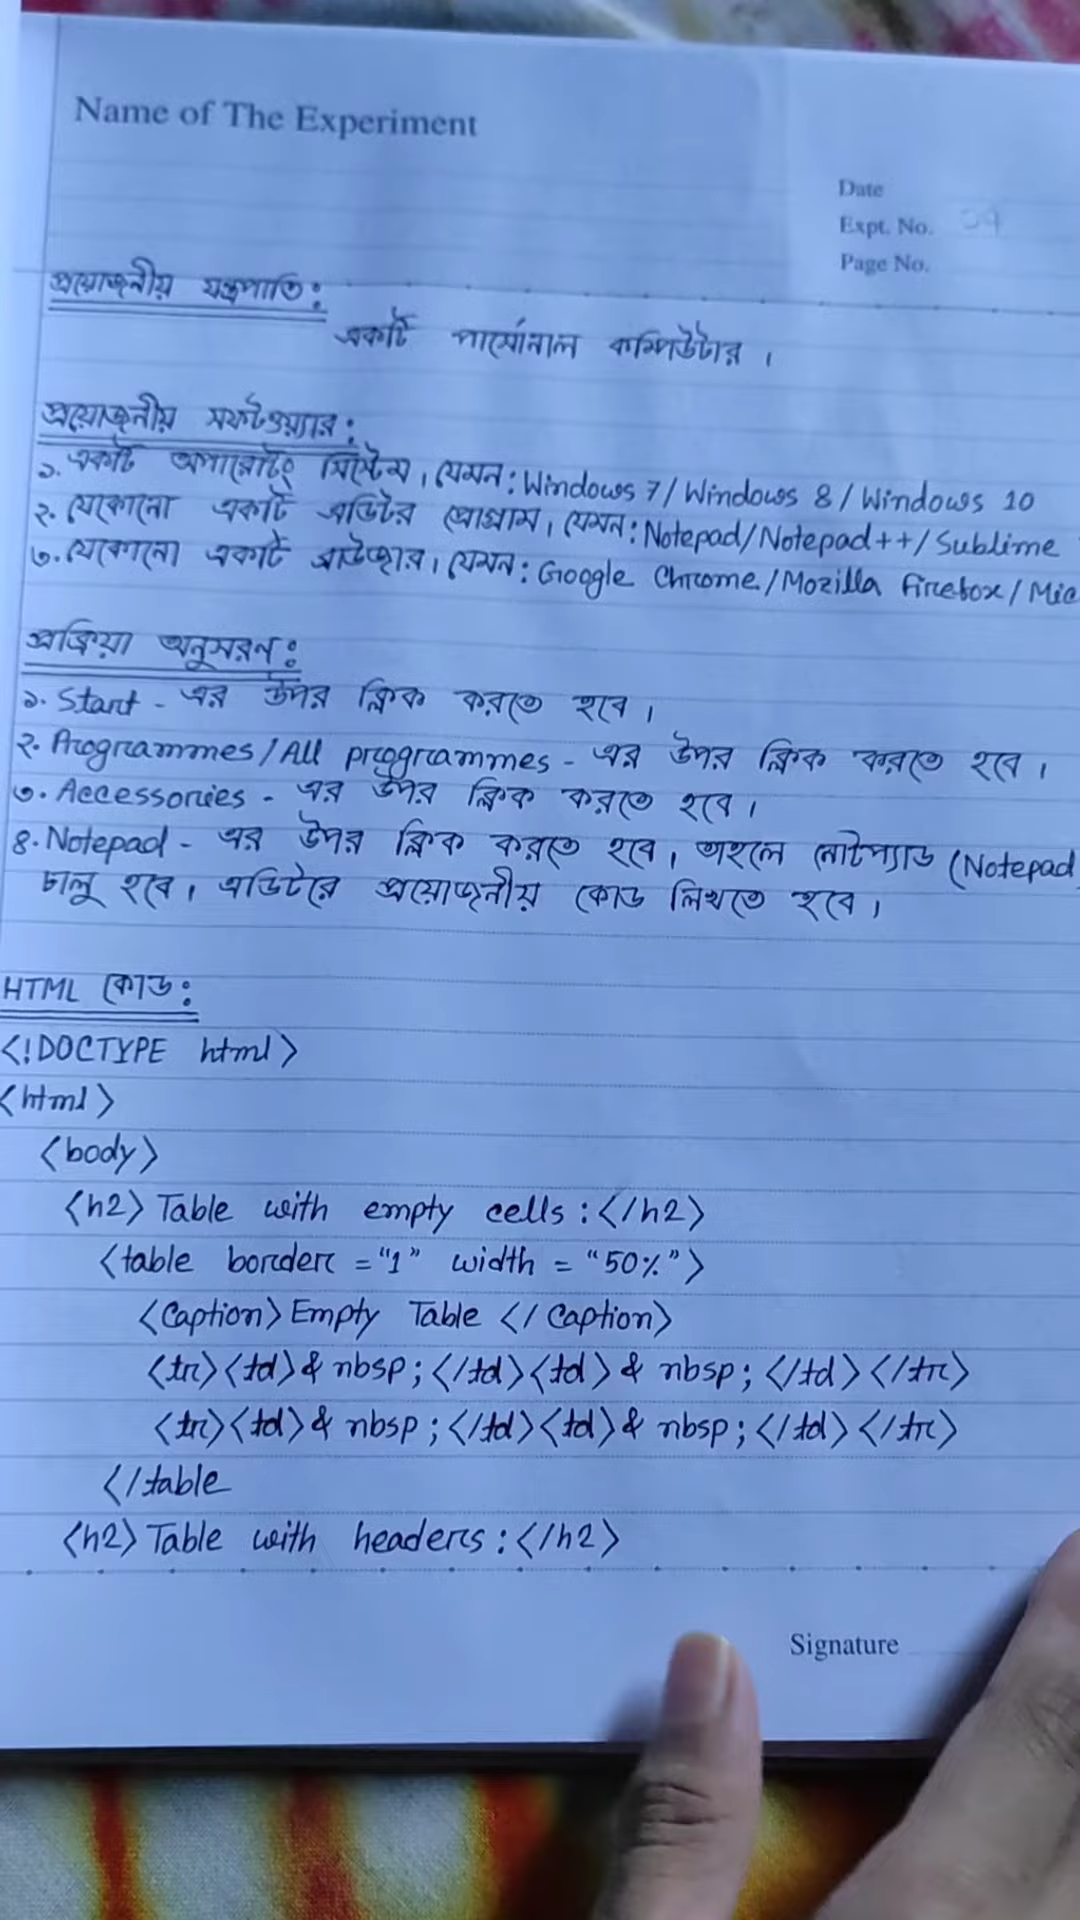 Name of The Experiment
Date
Expt. No.
Page No.
প্রয়োজনীয় যন্ত্রপাতি:
একটি পার্সোনাল কম্পিউটার।
প্রয়োজনীয় সফটওয়্যার:
১. একটি অপারেটিং সিস্টেম, যেমন: Windows 7/ Windows 8 / Windows 10
২. যেকোনো একটি এডিটর প্রোগ্রাম, যেমন: Notepad/Notepad++/Sublime
৩. যেকোনো একটি ব্রাউজার, যেমন: Google Chrome/Mozilla Firefox/ Mic
প্রক্রিয়া অনুসরণ:
১. Start - এর উপর ক্লিক করতে হবে।
২. Programmes/All programmes - এর উপর ক্লিক করতে হবে।
৩. Accessories - এর উপর ক্লিক করতে হবে।
৪. Notepad - এর উপর ক্লিক করতে হবে, তাহলে নোটপ্যাড (Notepad
চালু হবে, এডিটরে প্রয়োজনীয় কোড লিখতে হবে।
HTML কোড:
<!DOCTYPE html>
<html>
<body>
<h2> Table with empty cells:</h2>
<table border="1" width = "50%">
<Caption> Empty Table </ Caption>
<tr><td>& nbsp;</td><td>& nbsp; </td></tr>
<tr><td>& nbsp;</td><td>& nbsp;</td></tr>
</table
<h2> Table with headers:</h2>
Signature